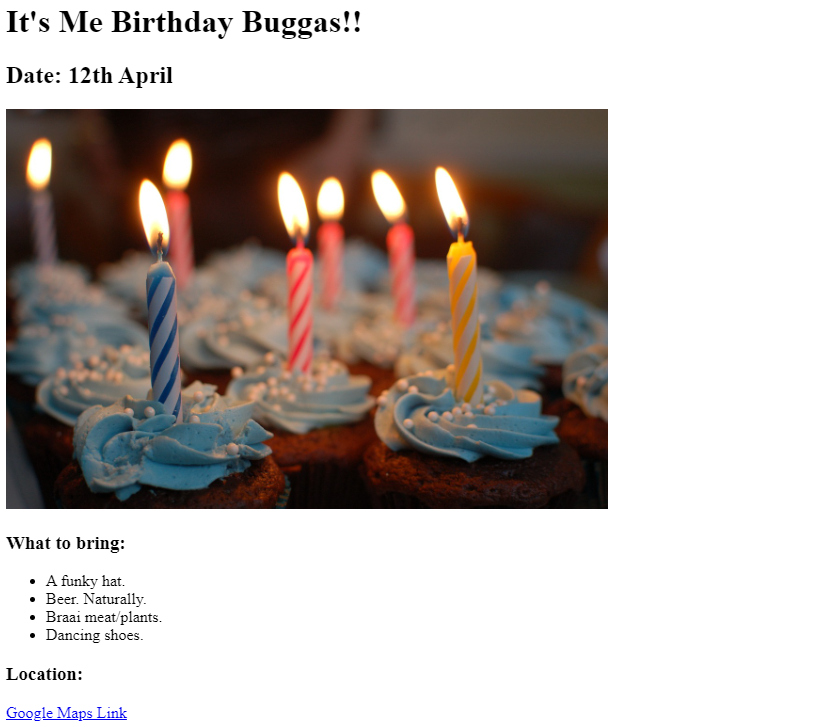 It's Me Birthday Buggas!!
Date: 12th April
What to bring:
A funky hat.
Beer. Naturally.
Braai meat/plants.
Dancing shoes.
Location:
Google Maps Link